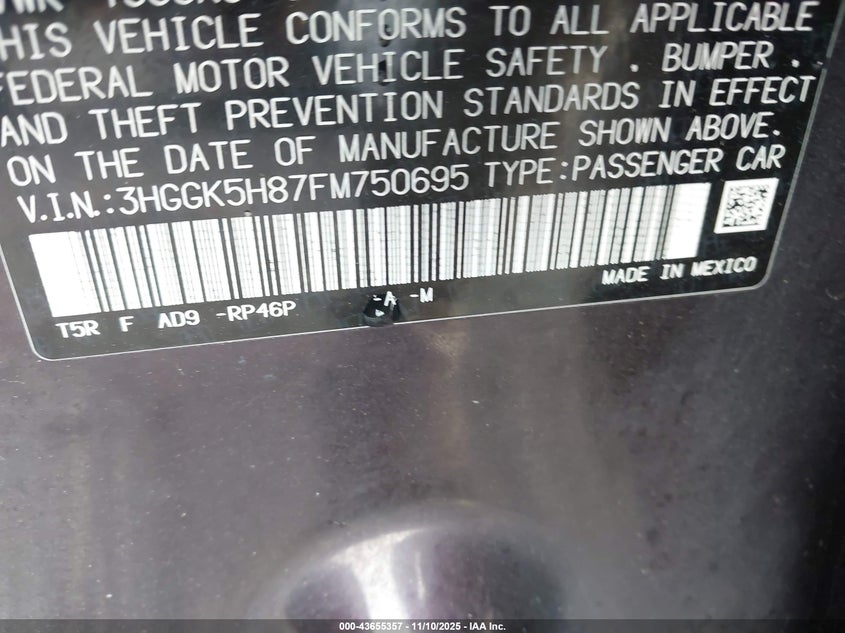 THIS VEHICLE CONFORMS TO ALL APPLICABLE
FEDERAL MOTOR VEHICLE SAFETY . BUMPER .
AND THEFT PREVENTION STANDARDS IN EFFECT
ON THE DATE OF MANUFACTURE SHOWN ABOVE.
V.I.N.:3HGGK5H87FM750695 TYPE:PASSENGER CAR
MADE IN MEXICO
T5R F AD9 -RP46P -A -M
000-43655357 - 11/10/2025 - IAA Inc.